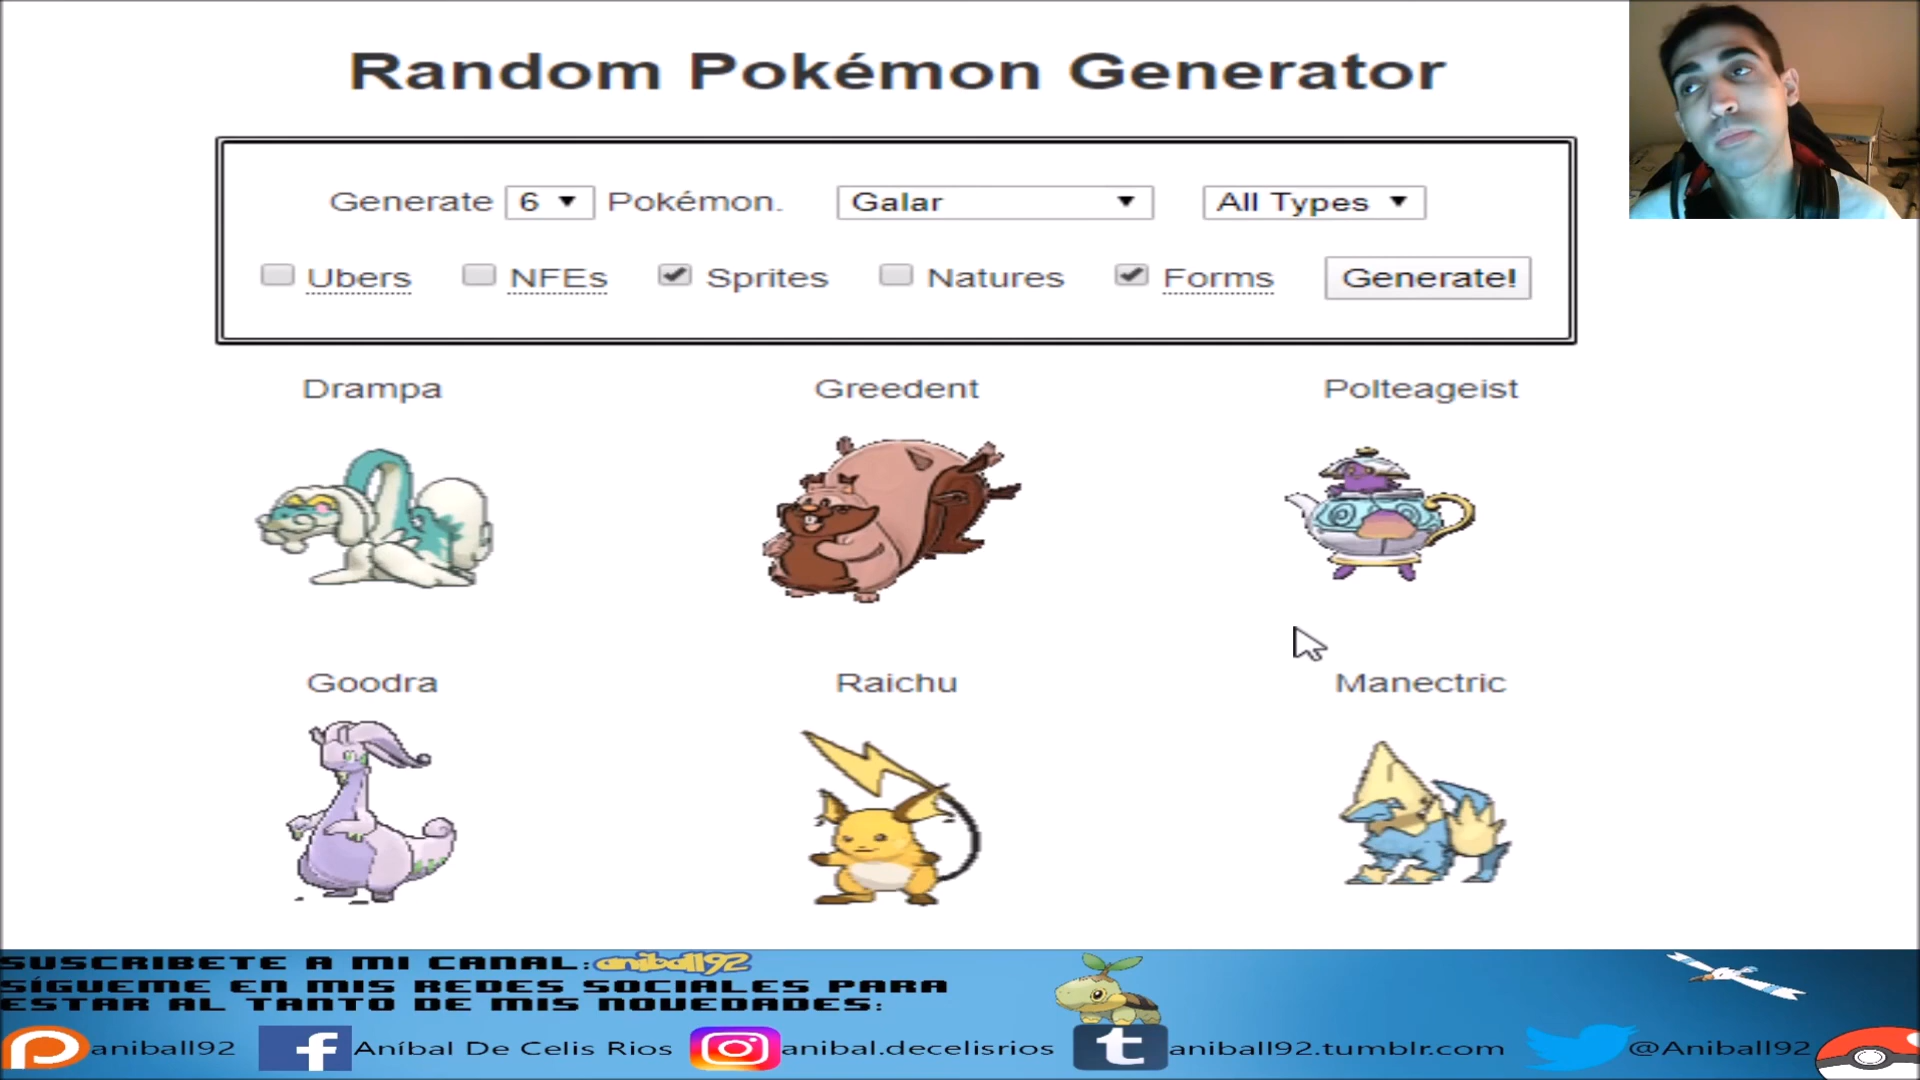 Random Pokémon Generator
Generate 6 Pokémon. Galar All Types
Ubers NFEs Sprites Natures Forms Generate!
Drampa Greedent Polteageist
Goodra Raichu Manectric
SUSCRIBETE A MI CANAL: aniball92
SÍGUEME EN MIS REDES SOCIALES PARA
ESTAR AL TANTO DE MIS NOVEDADES:
aniball92 f Aníbal De Celis Rios anibal.decelisrios t aniball92.tumblr.com @Aniball92